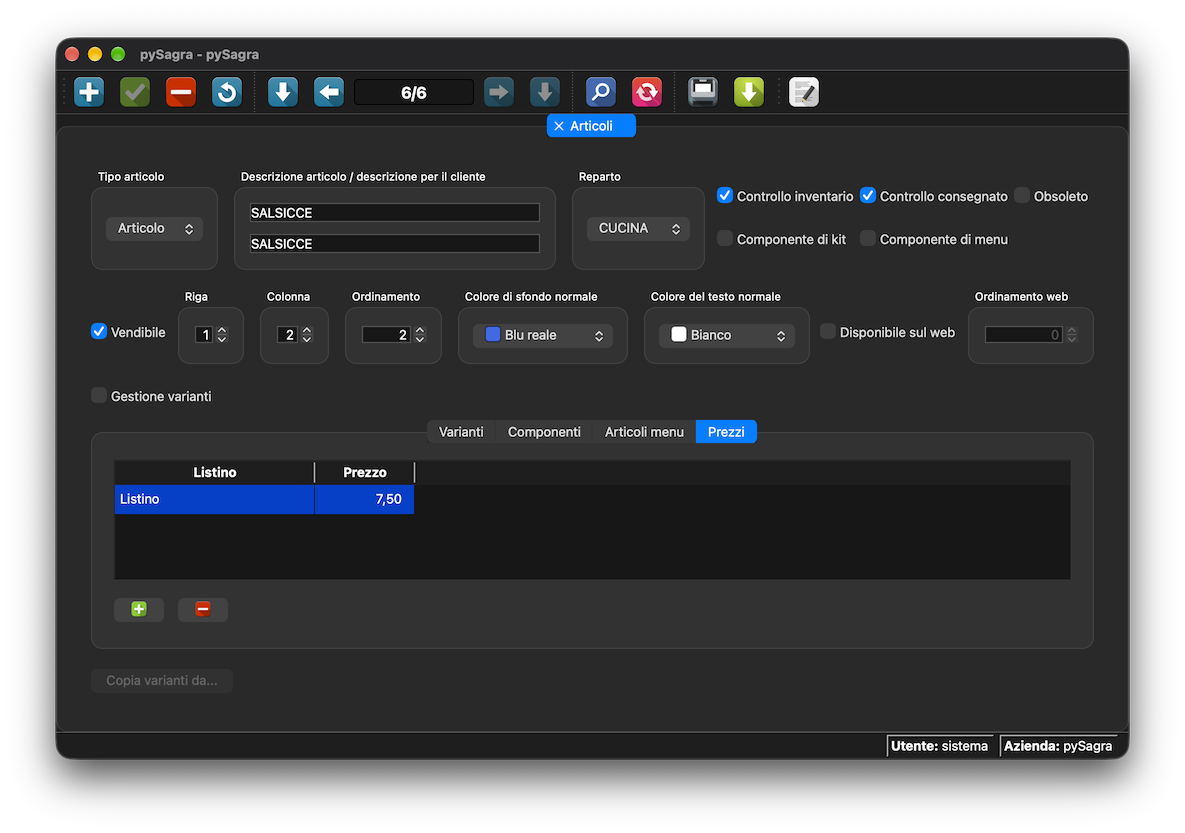 pySagra - pySagra
6/6
Articoli
Tipo articolo
Descrizione articolo / descrizione per il cliente
Reparto
Articolo
SALSICCE
SALSICCE
CUCINA
Controllo inventario
Controllo consegnato
Obsoleto
Componente di kit
Componente di menu
Riga
Colonna
Ordinamento
Colore di sfondo normale
Colore del testo normale
Ordinamento web
Vendibile
1
2
2
Blu reale
Bianco
Disponibile sul web
0
Gestione varianti
Varianti
Componenti
Articoli menu
Prezzi
Listino
Prezzo
Listino
7,50
Copia varianti da...
Utente: sistema
Azienda: pySagra